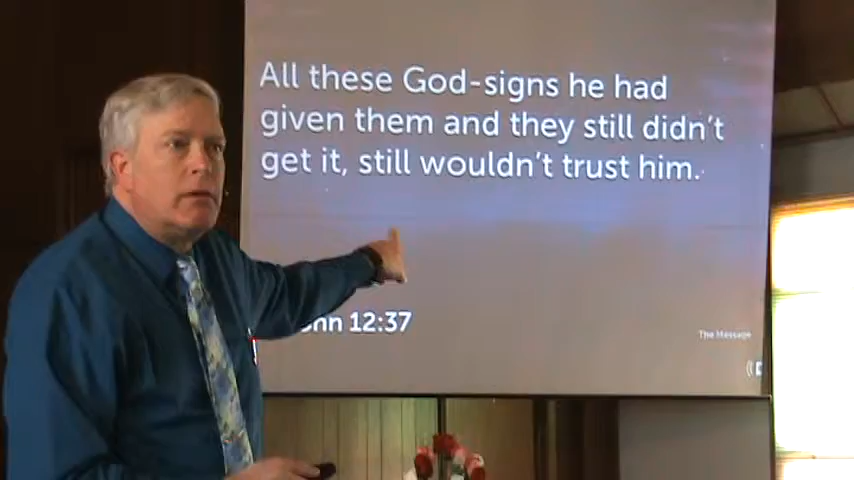 All these God-signs he had
given them and they still didn't
get it, still wouldn't trust him.
12:37
The Message